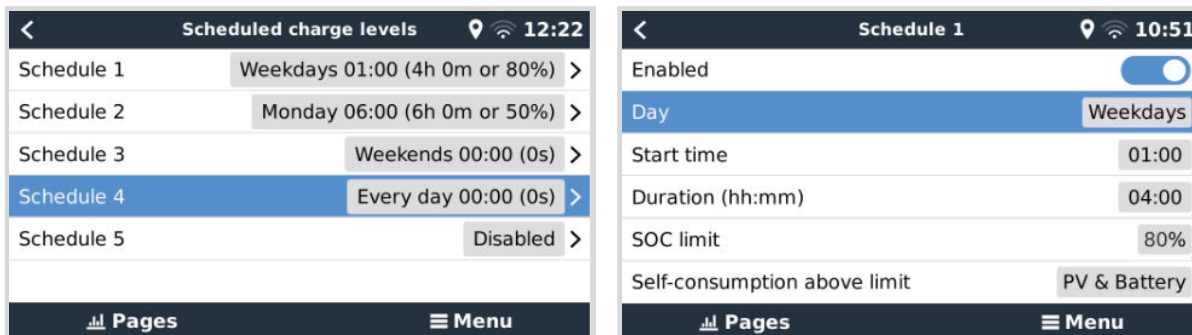 Scheduled charge levels 12:22
Schedule 1 Weekdays 01:00 (4h 0m or 80%)
Schedule 2 Monday 06:00 (6h 0m or 50%)
Schedule 3 Weekends 00:00 (0s)
Schedule 4 Every day 00:00 (0s)
Schedule 5 Disabled
Pages Menu
Schedule 1 10:51
Enabled
Day Weekdays
Start time 01:00
Duration (hh:mm) 04:00
SOC limit 80%
Self-consumption above limit PV & Battery
Pages Menu